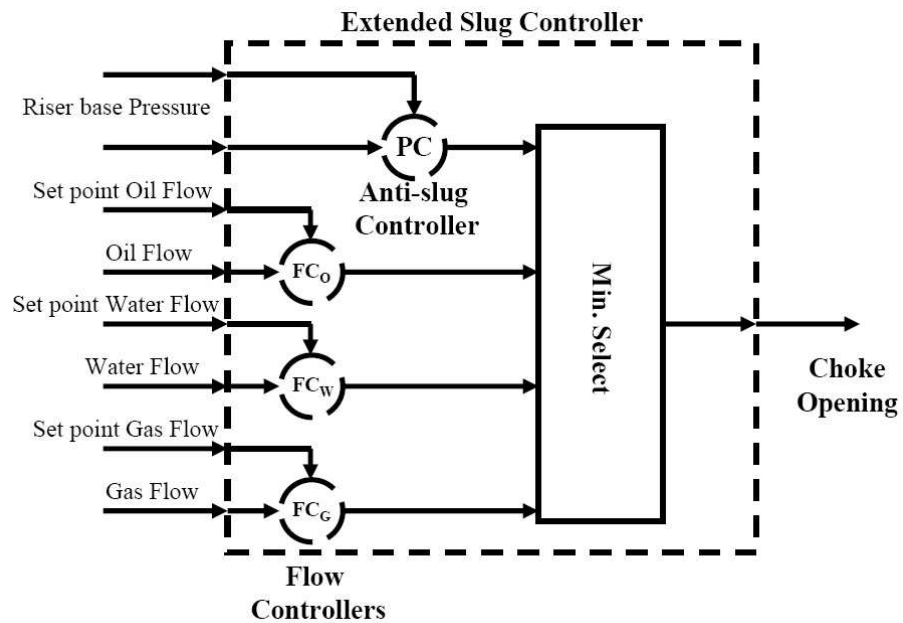 Extended Slug Controller
Riser base Pressure
PC
Anti-slug
Controller
Set point Oil Flow
Oil Flow
FCO
Set point Water Flow
Water Flow
FCW
Set point Gas Flow
Gas Flow
FCG
Min. Select
Choke
Opening
Flow
Controllers